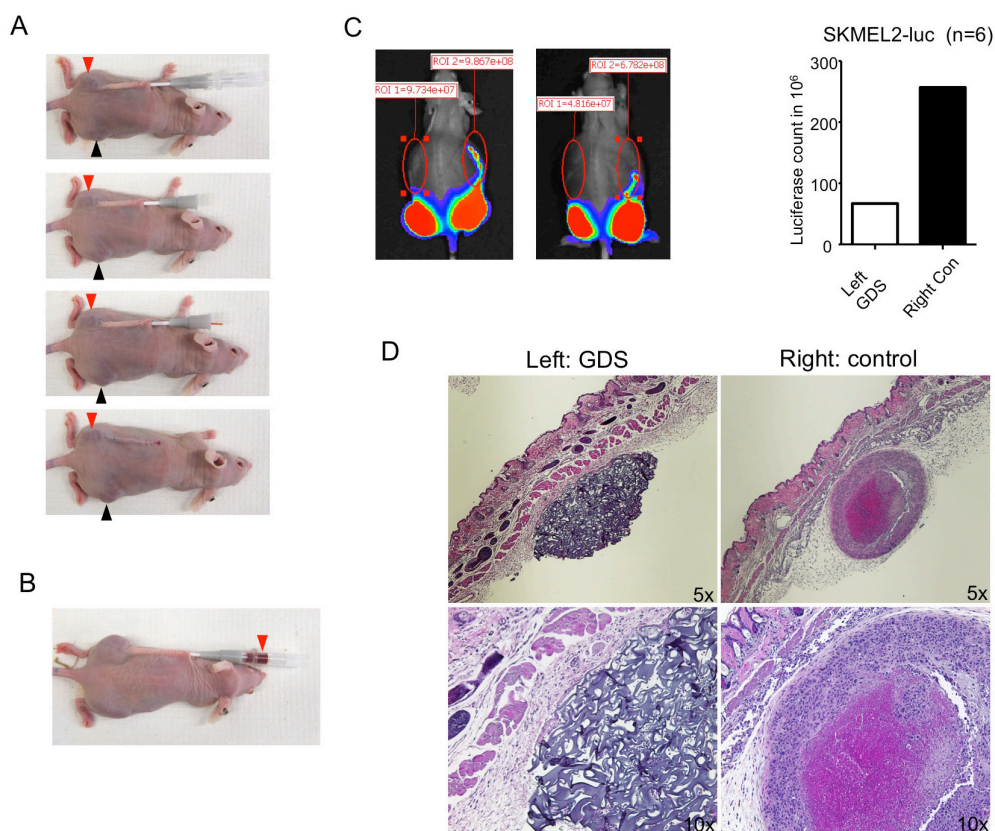 A
B
C
ROI 2=9.867e+08
ROI 1=9.734e+07
ROI 2=6.782e+08
ROI 1=4.816e+07
SKMEL2-luc (n=6)
Luciferase count in 10⁶
300
200
100
0
Left
GDS
Right Con
D
Left: GDS
Right: control
5x
5x
10x
10x